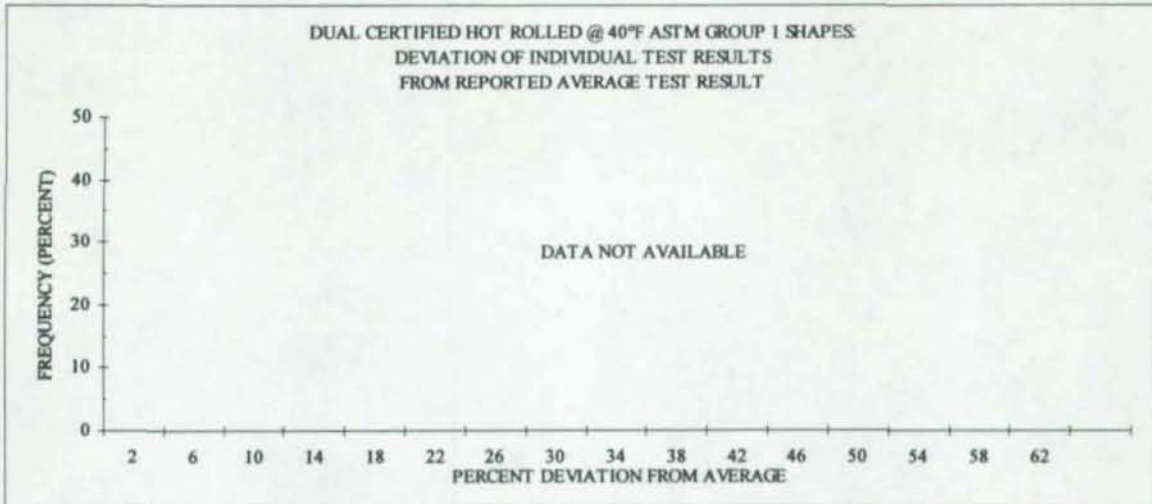 DUAL CERTIFIED HOT ROLLED @ 40°F ASTM GROUP 1 SHAPES:
DEVIATION OF INDIVIDUAL TEST RESULTS
FROM REPORTED AVERAGE TEST RESULT
FREQUENCY (PERCENT)
50
40
30
20
10
0
DATA NOT AVAILABLE
2 6 10 14 18 22 26 30 34 38 42 46 50 54 58 62
PERCENT DEVIATION FROM AVERAGE